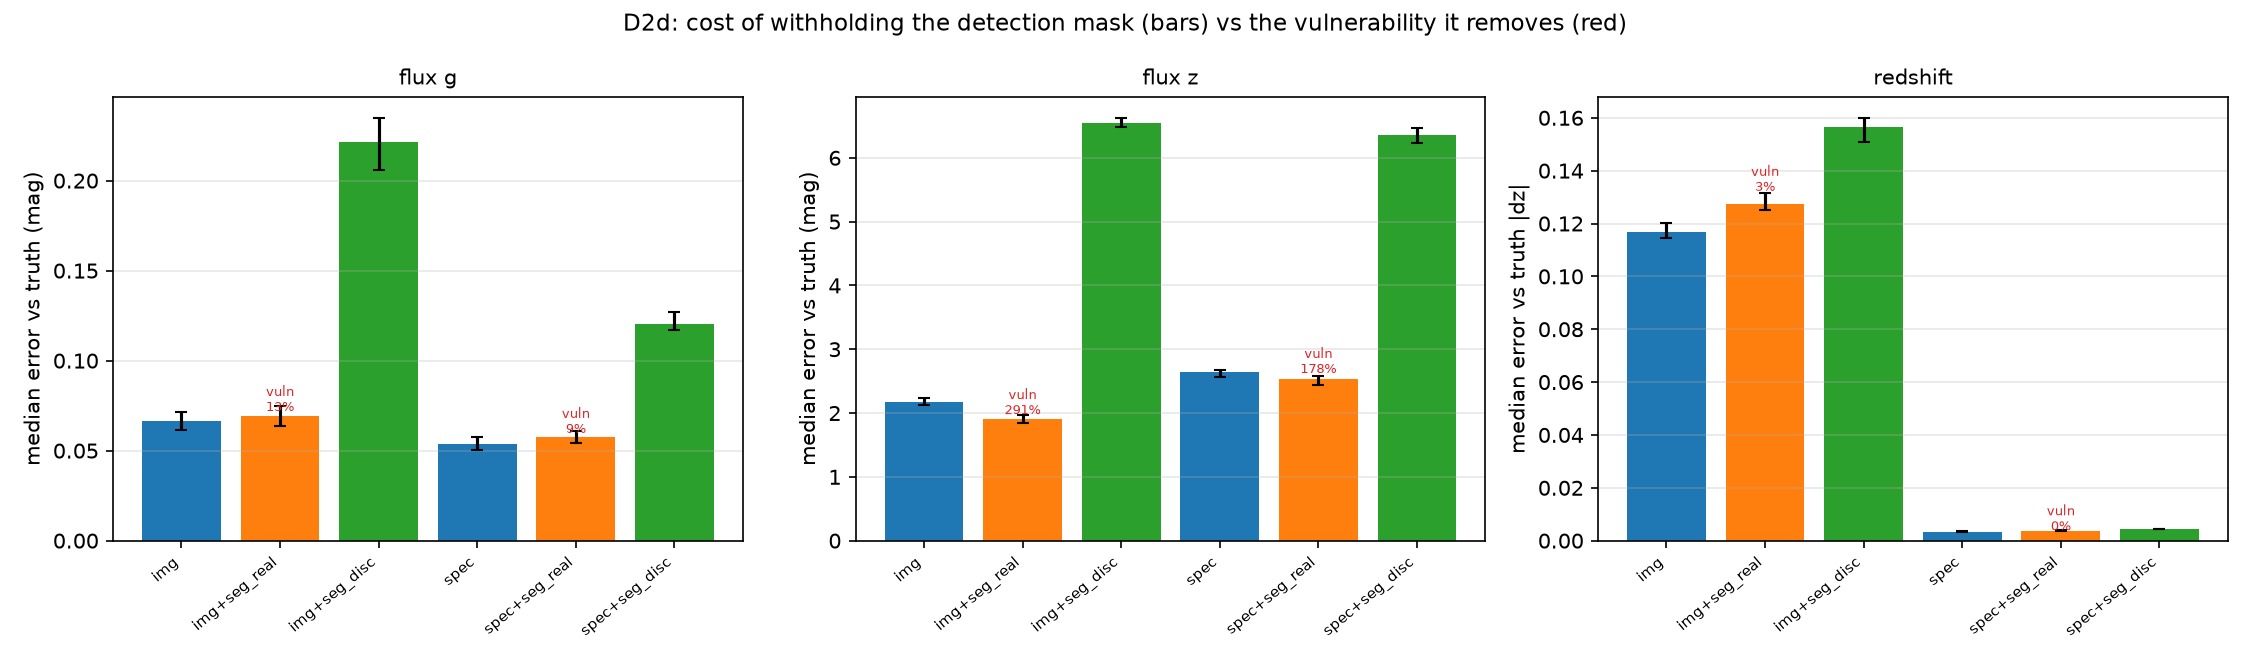 D2d: cost of withholding the detection mask (bars) vs the vulnerability it removes (red)
flux g
median error vs truth (mag)
0.20
0.15
0.10
0.05
0.00
vuln
13%
vuln
9%
img
img+seg_real
img+seg_disc
spec
spec+seg_real
spec+seg_disc
flux z
median error vs truth (mag)
6
5
4
3
2
1
0
vuln
291%
vuln
178%
img
img+seg_real
img+seg_disc
spec
spec+seg_real
spec+seg_disc
redshift
median error vs truth |dz|
0.16
0.14
0.12
0.10
0.08
0.06
0.04
0.02
0.00
vuln
3%
vuln
0%
img
img+seg_real
img+seg_disc
spec
spec+seg_real
spec+seg_disc